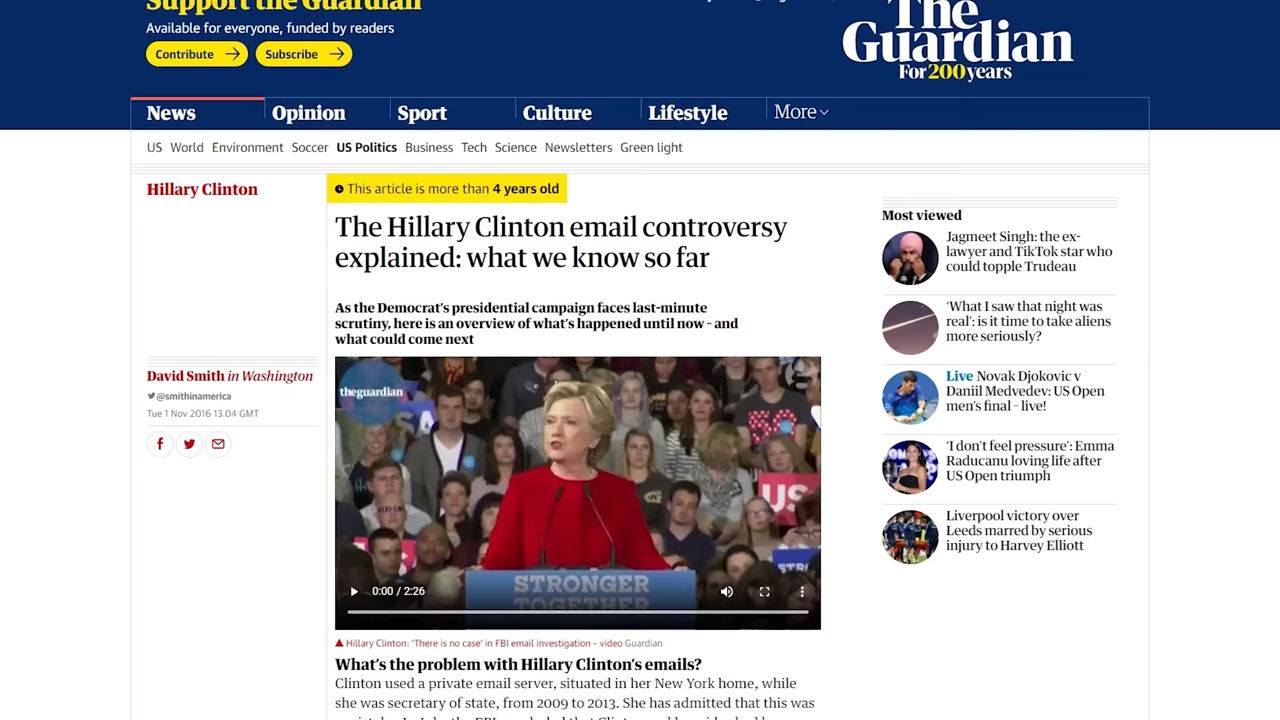 Support the Guardian
Available for everyone, funded by readers
Contribute
Subscribe
The
Guardian
For 200 years
News
Opinion
Sport
Culture
Lifestyle
More
US
World
Environment
Soccer
US Politics
Business
Tech
Science
Newsletters
Green light
Hillary Clinton
This article is more than 4 years old
The Hillary Clinton email controversy
explained: what we know so far
As the Democrat's presidential campaign faces last-minute
scrutiny, here is an overview of what's happened until now – and
what could come next
David Smith in Washington
@smithinamerica
Tue 1 Nov 2016 13.04 GMT
theguardian
US
STRONGER
TOGETHER
0:00 / 2:26
Hillary Clinton: 'There is no case' in FBI email investigation – video Guardian
What's the problem with Hillary Clinton's emails?
Clinton used a private email server, situated in her New York home, while
she was secretary of state, from 2009 to 2013. She has admitted that this was
Most viewed
Jagmeet Singh: the ex-
lawyer and TikTok star who
could topple Trudeau
'What I saw that night was
real': is it time to take aliens
more seriously?
Live Novak Djokovic v
Daniil Medvedev: US Open
men's final – live!
'I don't feel pressure': Emma
Raducanu loving life after
US Open triumph
Liverpool victory over
Leeds marred by serious
injury to Harvey Elliott